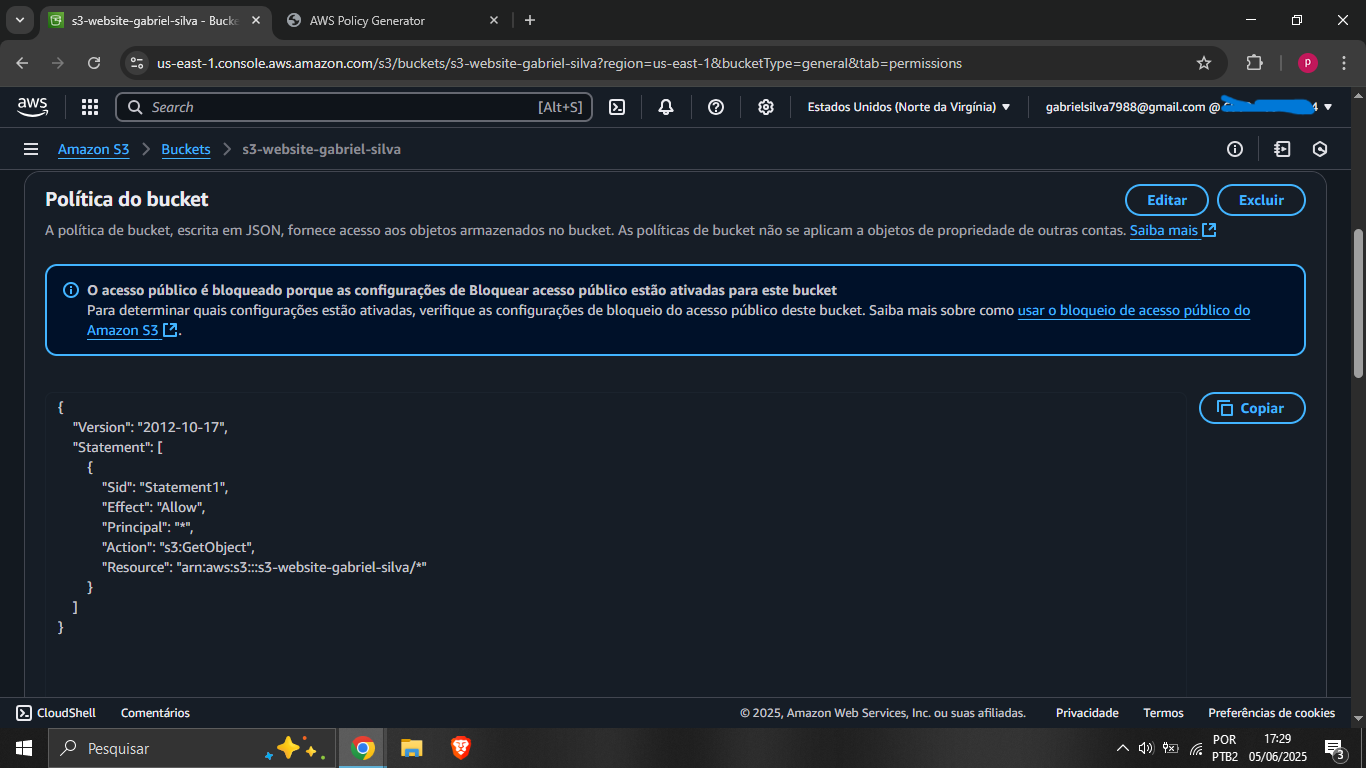 s3-website-gabriel-silva - Bucke
AWS Policy Generator
us-east-1.console.aws.amazon.com/s3/buckets/s3-website-gabriel-silva?region=us-east-1&bucketType=general&tab=permissions
p
aws
Search
[Alt+S]
Estados Unidos (Norte da Virgínia)
gabrielsilva7988@gmail.com @
Amazon S3
Buckets
s3-website-gabriel-silva
Política do bucket
Editar
Excluir
A política de bucket, escrita em JSON, fornece acesso aos objetos armazenados no bucket. As políticas de bucket não se aplicam a objetos de propriedade de outras contas. Saiba mais
O acesso público é bloqueado porque as configurações de Bloquear acesso público estão ativadas para este bucket
Para determinar quais configurações estão ativadas, verifique as configurações de bloqueio do acesso público deste bucket. Saiba mais sobre como usar o bloqueio de acesso público do
Amazon S3.
Copiar
{
"Version": "2012-10-17",
"Statement": [
{
"Sid": "Statement1",
"Effect": "Allow",
"Principal": "*",
"Action": "s3:GetObject",
"Resource": "arn:aws:s3:::s3-website-gabriel-silva/*"
}
]
}
CloudShell
Comentários
© 2025, Amazon Web Services, Inc. ou suas afiliadas.
Privacidade
Termos
Preferências de cookies
Pesquisar
POR
PTB2
17:29
05/06/2025
3